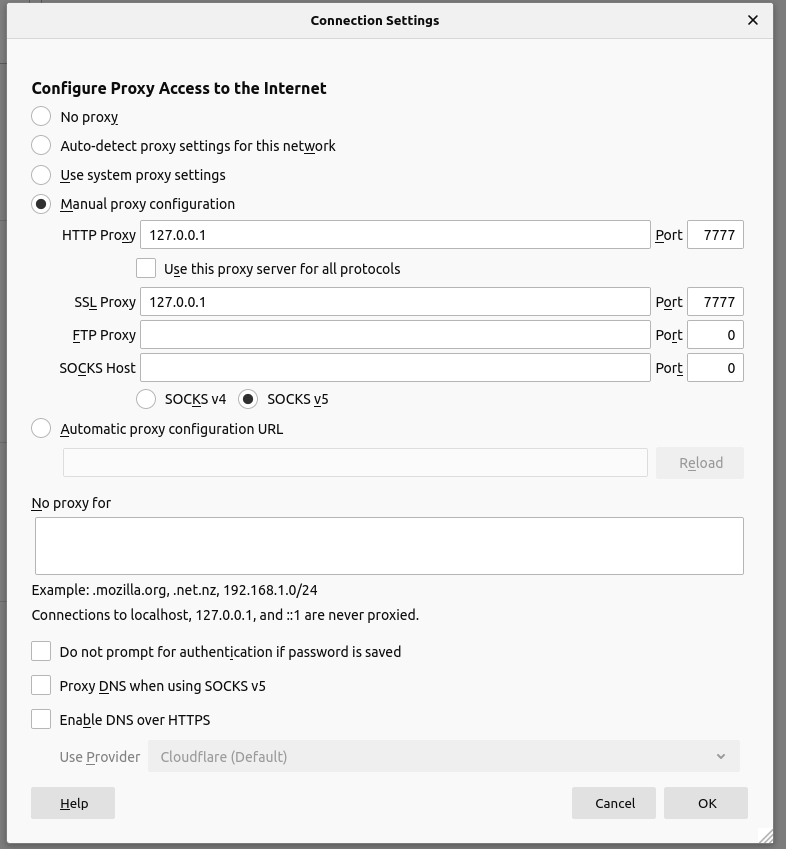 Connection Settings
Configure Proxy Access to the Internet
No proxy
Auto-detect proxy settings for this network
Use system proxy settings
Manual proxy configuration
HTTP Proxy 127.0.0.1 Port 7777
Use this proxy server for all protocols
SSL Proxy 127.0.0.1 Port 7777
FTP Proxy Port 0
SOCKS Host Port 0
SOCKS v4 SOCKS v5
Automatic proxy configuration URL
Reload
No proxy for
Example: .mozilla.org, .net.nz, 192.168.1.0/24
Connections to localhost, 127.0.0.1, and ::1 are never proxied.
Do not prompt for authentication if password is saved
Proxy DNS when using SOCKS v5
Enable DNS over HTTPS
Use Provider Cloudflare (Default)
Help Cancel OK